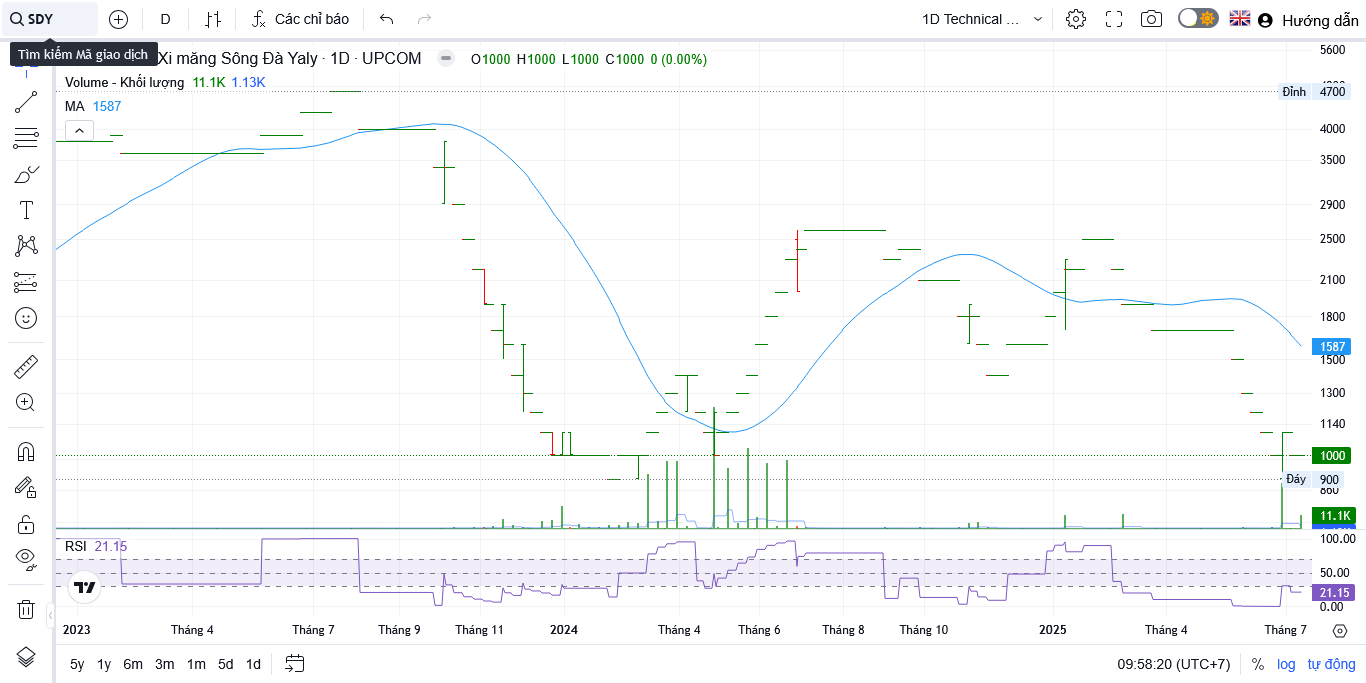 SDY D Các chỉ báo 1D Technical ... Hướng dẫn
Tìm kiếm Mã giao dịch
Xi măng Sông Đà Yaly · 1D · UPCOM O1000 H1000 L1000 C1000 0 (0.00%)
Volume - Khối lượng 11.1K 1.13K
MA 1587
5600
Đỉnh 4700
4000
3500
2900
2500
2100
1800
1587
1500
1300
1140
1000
Đáy 900
860
11.1K
RSI 21.15
100.00
50.00
21.15
0.00
2023 Tháng 4 Tháng 7 Tháng 9 Tháng 11 2024 Tháng 4 Tháng 6 Tháng 8 Tháng 10 2025 Tháng 4 Tháng 7
5y 1y 6m 3m 1m 5d 1d 09:58:20 (UTC+7) % log tự động